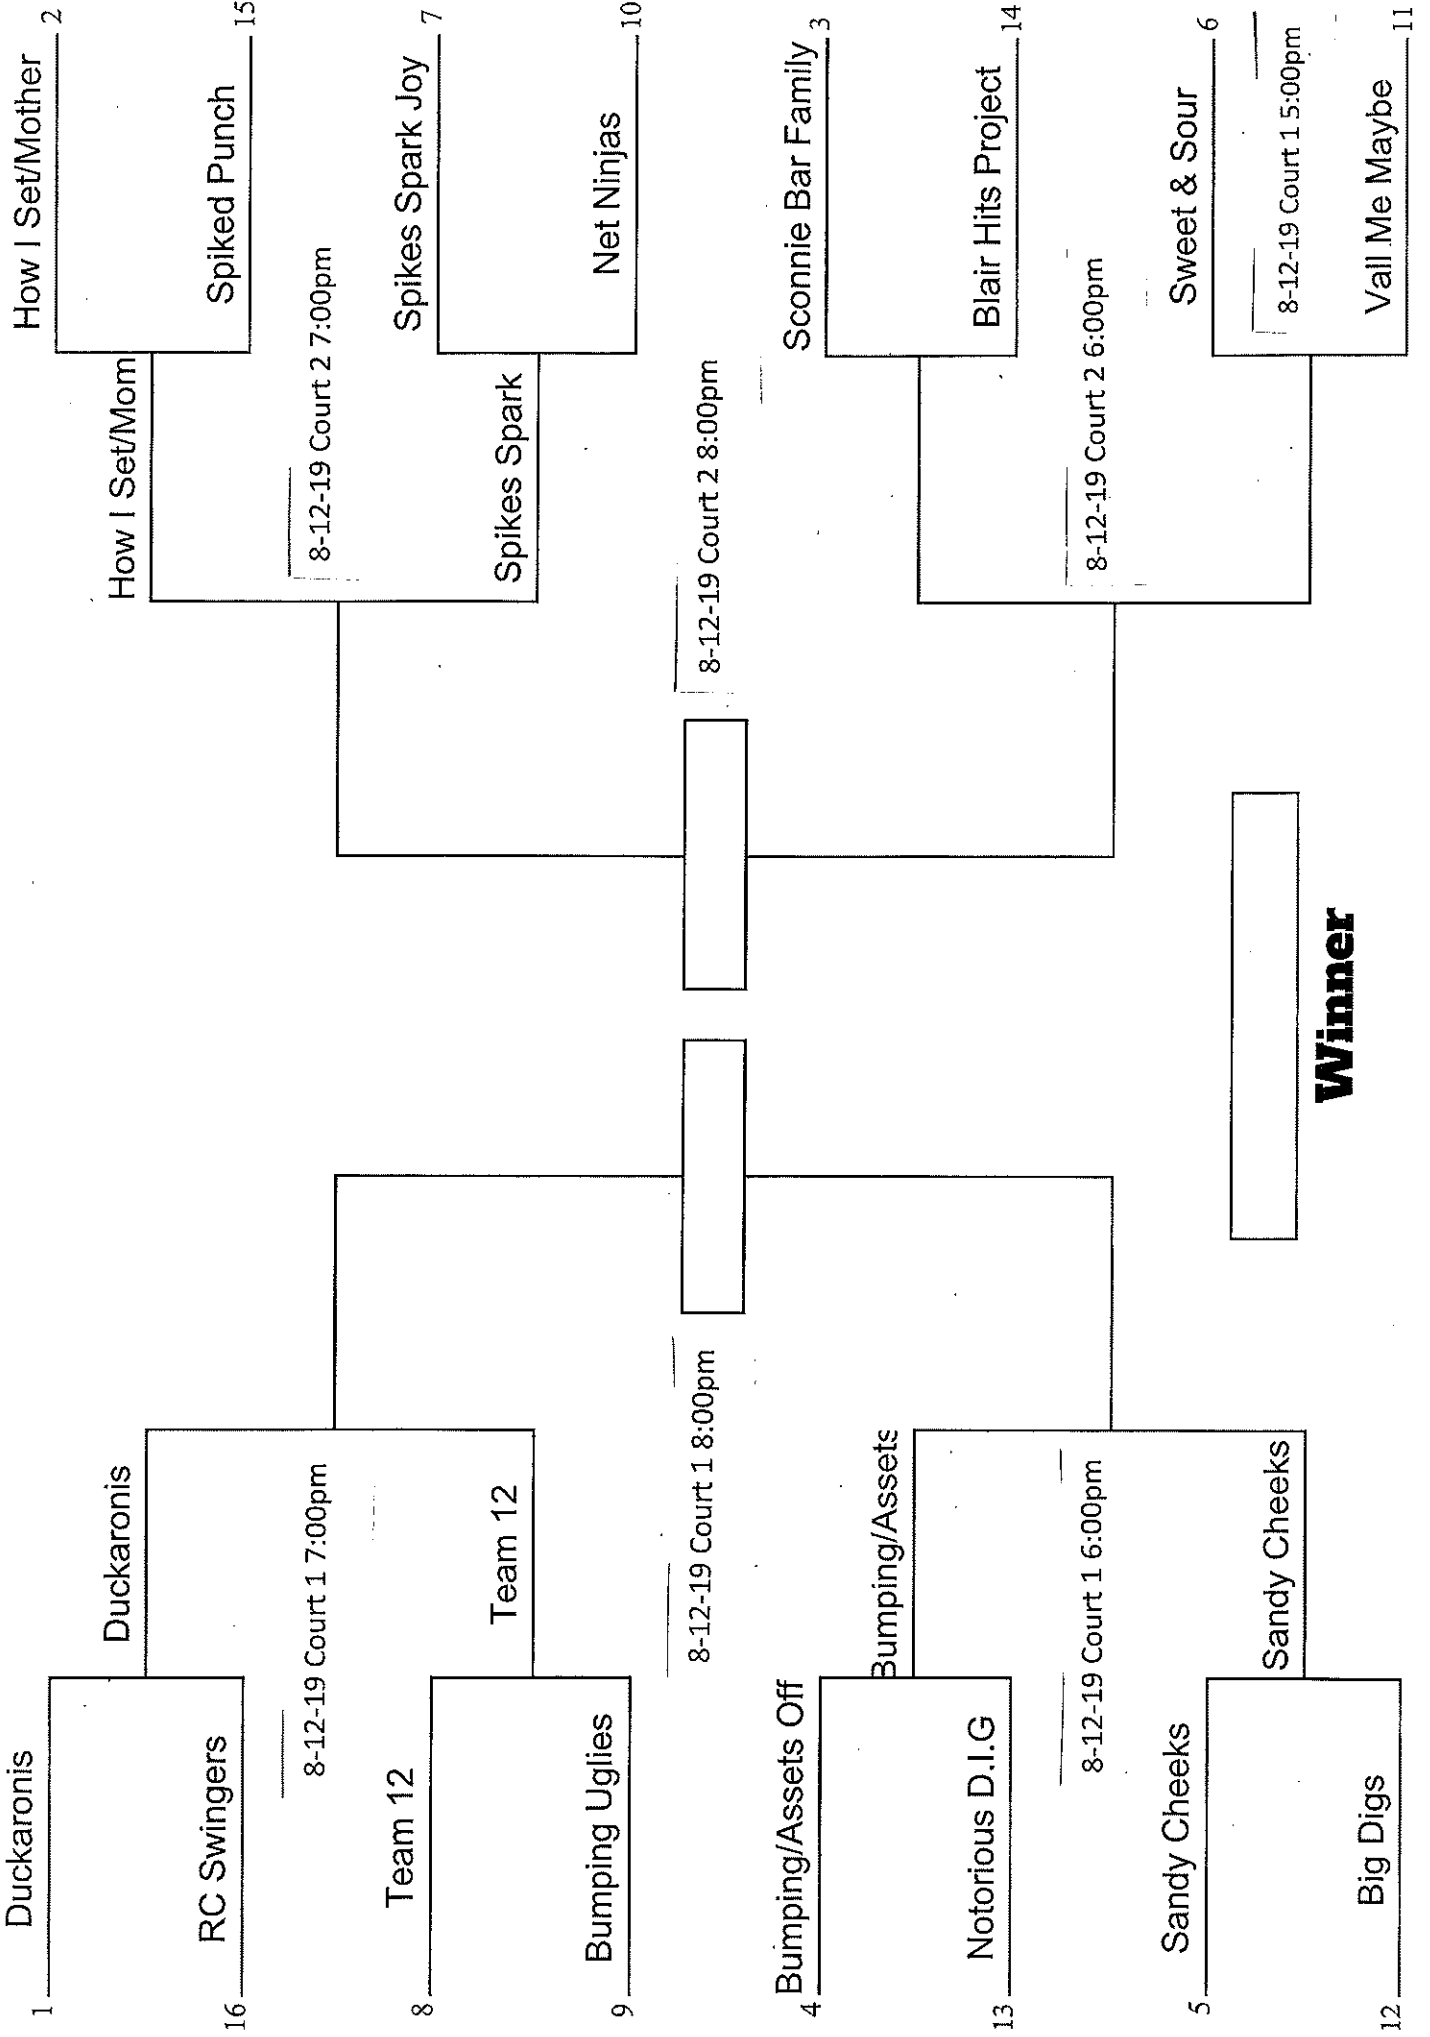 1 Duckaronis
Duckaronis
16 RC Swingers
8-12-19 Court 1 7:00pm
8 Team 12
Team 12
9 Bumping Uglies
8-12-19 Court 1 8:00pm
4 Bumping/Assets Off
Bumping/Assets
13 Notorious D.I.G
8-12-19 Court 1 6:00pm
5 Sandy Cheeks
Sandy Cheeks
12 Big Digs
How I Set/Mother 2
How I Set/Mom
Spiked Punch 15
8-12-19 Court 2 7:00pm
Spikes Spark Joy 7
Spikes Spark
Net Ninjas 10
8-12-19 Court 2 8:00pm
Sconnie Bar Family 3
Blair Hits Project 14
8-12-19 Court 2 6:00pm
Sweet & Sour 6
8-12-19 Court 1 5:00pm
Vall Me Maybe 11
Winner